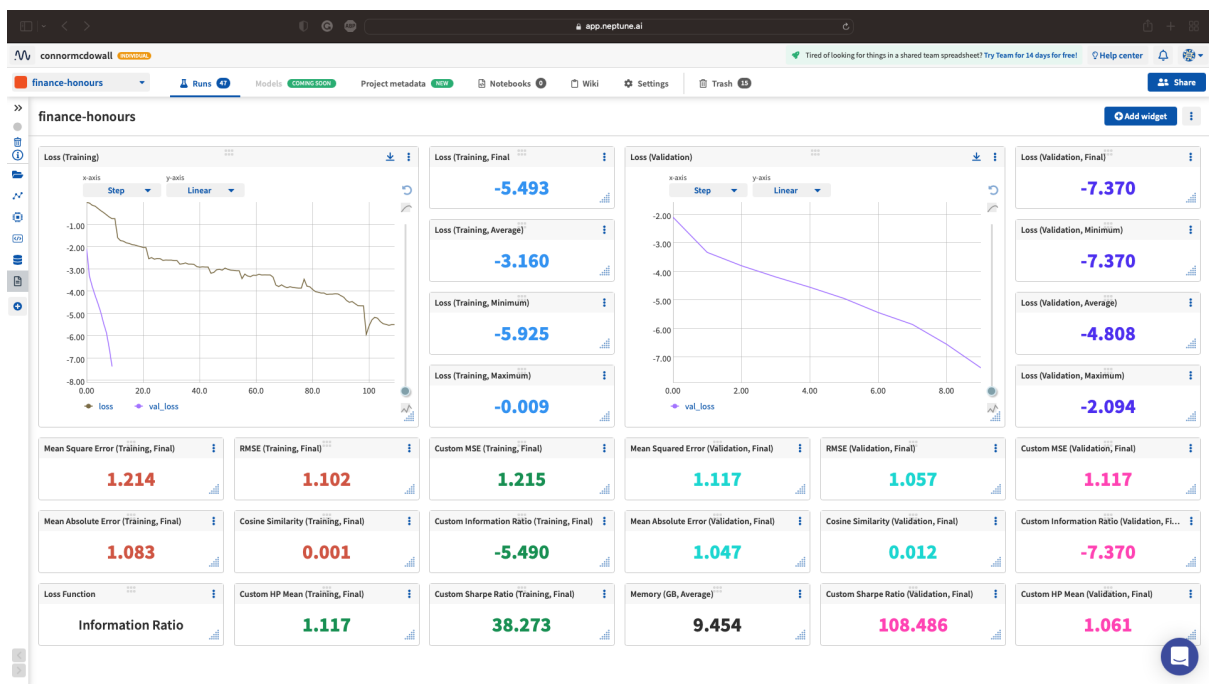 app.neptune.ai
connormcdowall INDIVIDUAL
Tired of looking for things in a shared team spreadsheet? Try Team for 14 days for free!
Help center
finance-honours
Runs 47
Models COMING SOON
Project metadata NEW
Notebooks 0
Wiki
Settings
Trash 15
Share
finance-honours
Add widget
Loss (Training)
x-axis
Step
y-axis
Linear
-1.00
-2.00
-3.00
-4.00
-5.00
-6.00
-7.00
-8.00
0.00 20.0 40.0 60.0 80.0 100
loss val_loss
Loss (Training, Final
-5.493
Loss (Training, Average)
-3.160
Loss (Training, Minimum)
-5.925
Loss (Training, Maximum)
-0.009
Loss (Validation)
x-axis
Step
y-axis
Linear
-2.00
-3.00
-4.00
-5.00
-6.00
-7.00
0.00 2.00 4.00 6.00 8.00
val_loss
Loss (Validation, Final)
-7.370
Loss (Validation, Minimum)
-7.370
Loss (Validation, Average)
-4.808
Loss (Validation, Maximum)
-2.094
Mean Square Error (Training, Final)
1.214
RMSE (Training, Final)
1.102
Custom MSE (Training, Final)
1.215
Mean Squared Error (Validation, Final)
1.117
RMSE (Validation, Final)
1.057
Custom MSE (Validation, Final)
1.117
Mean Absolute Error (Training, Final)
1.083
Cosine Similarity (Training, Final)
0.001
Custom Information Ratio (Training, Final)
-5.490
Mean Absolute Error (Validation, Final)
1.047
Cosine Similarity (Validation, Final)
0.012
Custom Information Ratio (Validation, Fi...
-7.370
Loss Function
Information Ratio
Custom HP Mean (Training, Final)
1.117
Custom Sharpe Ratio (Training, Final)
38.273
Memory (GB, Average)
9.454
Custom Sharpe Ratio (Validation, Final)
108.486
Custom HP Mean (Validation, Final)
1.061